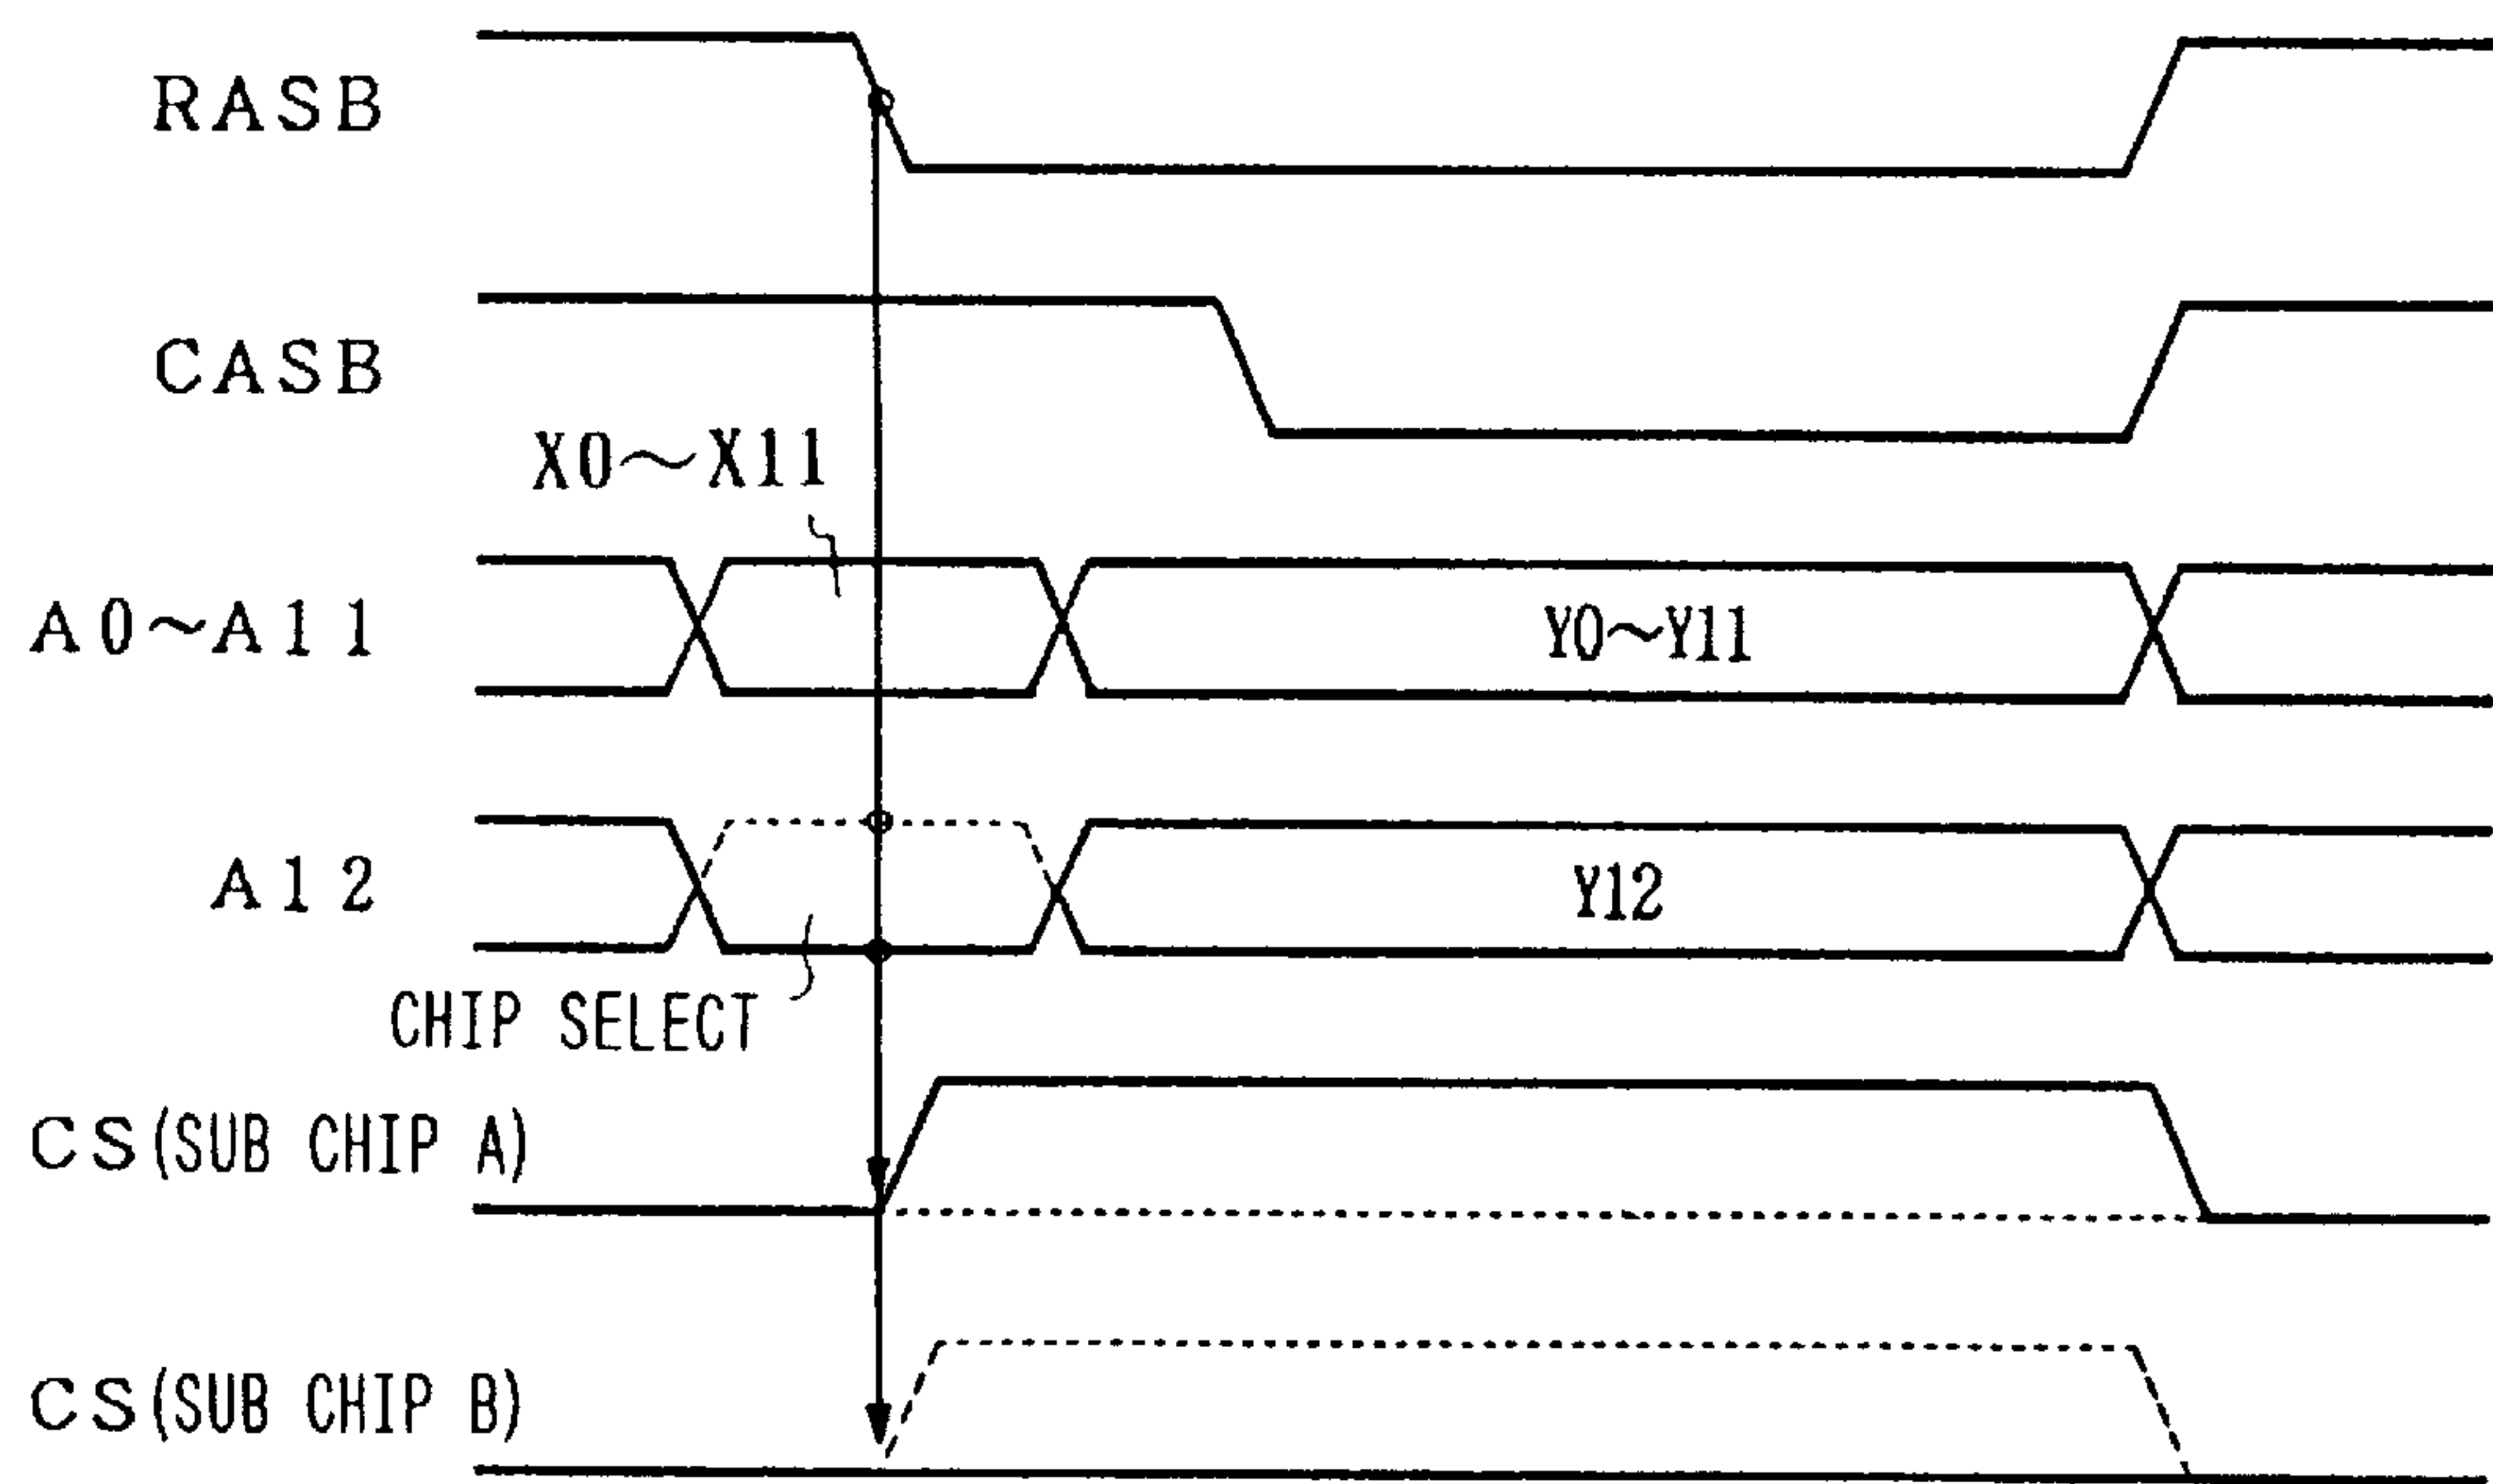 RASB
CASB
X0～X11
A0～A11
Y0～Y11
A12
Y12
CHIP SELECT
CS(SUB CHIP A)
CS(SUB CHIP B)